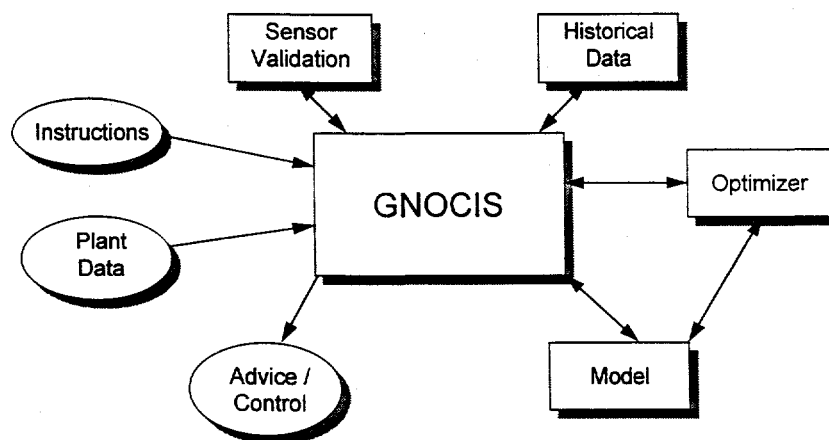 Sensor
Validation
Historical
Data
Instructions
GNOCIS
Optimizer
Plant
Data
Advice /
Control
Model